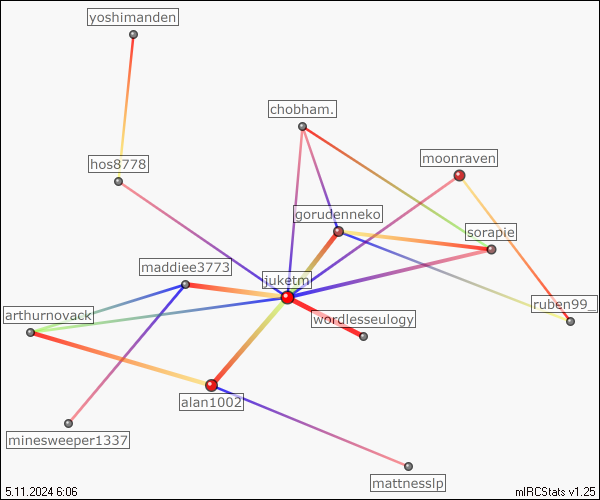 yoshimanden
chobham.
moonraven
hos8778
gorudenneko
sorapie
maddiee3773
juketm
ruben99_
arthurnovack
wordlesseulogy
alan1002
minesweeper1337
mattnesslp
5.11.2024 6:06
mIRCStats v1.25